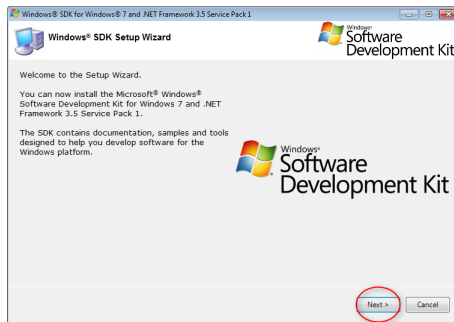 Windows® SDK for Windows® 7 and .NET Framework 3.5 Service Pack 1
Windows® SDK Setup Wizard
Windows®
Software
Development Kit
Welcome to the Setup Wizard.
You can now install the Microsoft® Windows®
Software Development Kit for Windows 7 and .NET
Framework 3.5 Service Pack 1.
The SDK contains documentation, samples and tools
designed to help you develop software for the
Windows platform.
Windows®
Software
Development Kit
Next >
Cancel